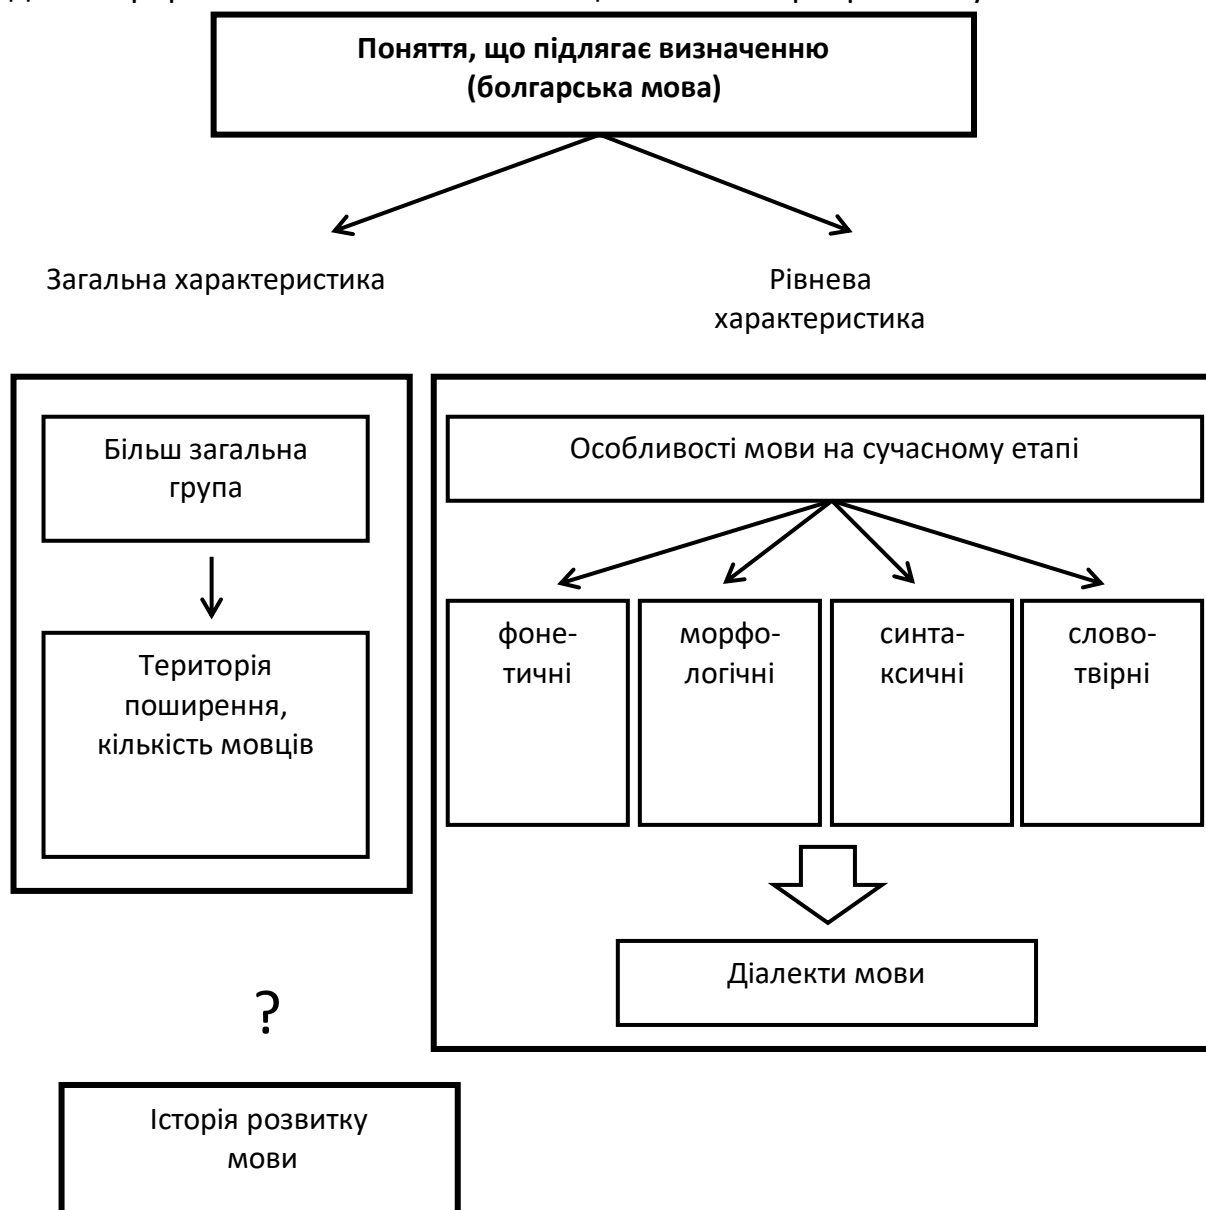 Поняття, що підлягає визначенню
(болгарська мова)
Загальна характеристика
Рівнева
характеристика
Більш загальна
група
Територія
поширення,
кількість мовців
Особливості мови на сучасному етапі
фоне-
тичні
морфо-
логічні
синта-
ксичні
слово-
твірні
Діалекти мови
?
Історія розвитку
мови